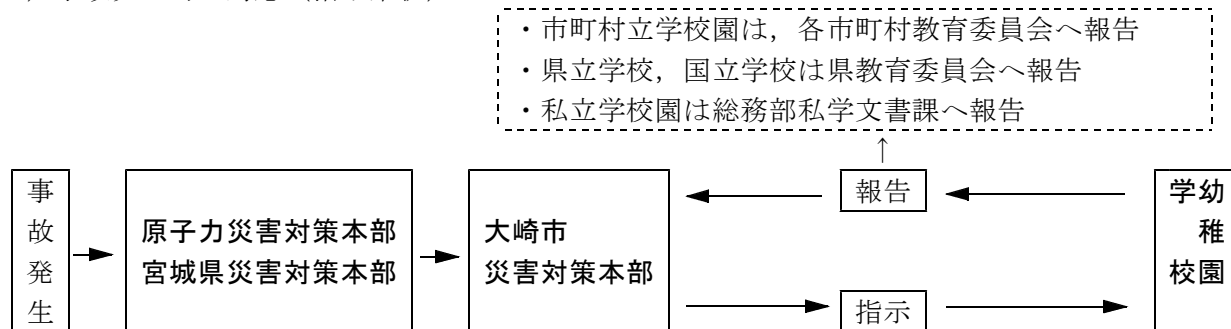 ・市町村立学校園は，各市町村教育委員会へ報告
・県立学校，国立学校は県教育委員会へ報告
・私立学校園は総務部私学文書課へ報告
↑
事故発生
原子力災害対策本部
宮城県災害対策本部
大崎市
災害対策本部
報告
指示
学校
幼稚園